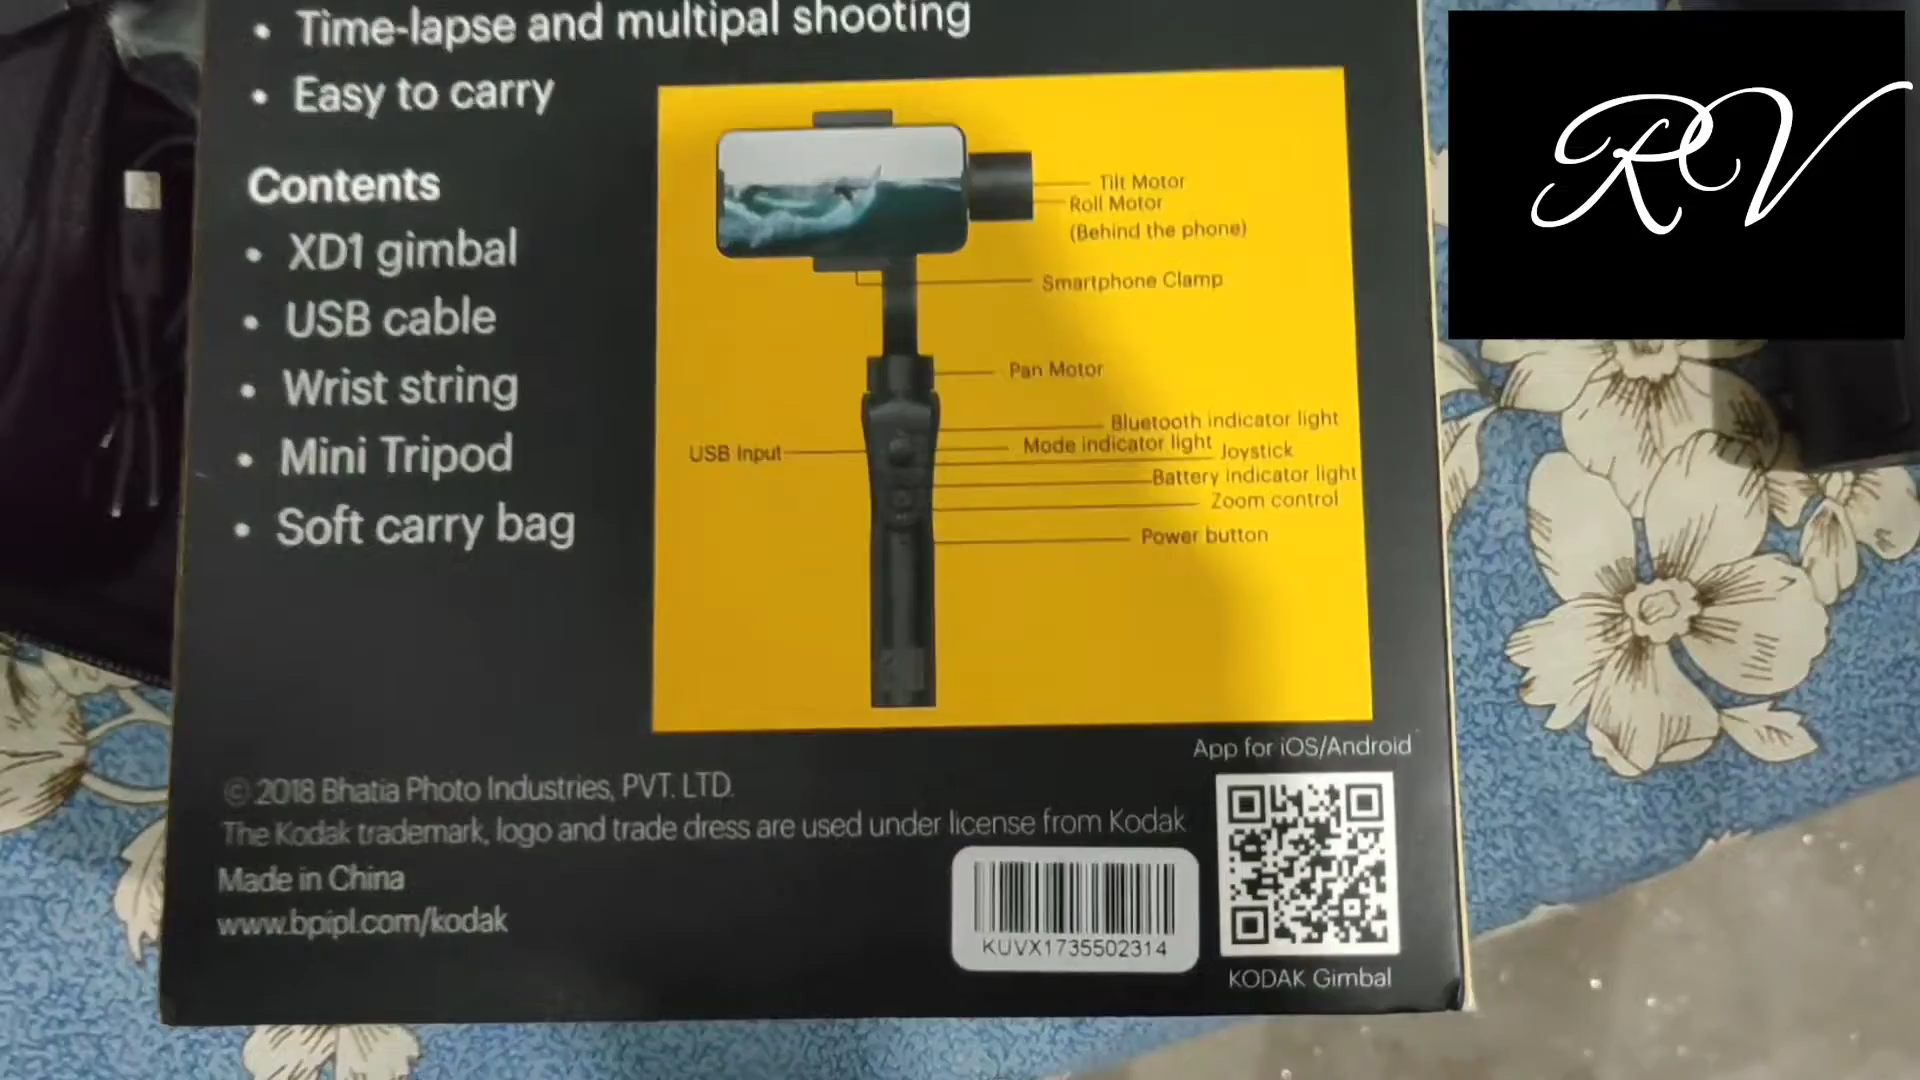 • Time-lapse and multipal shooting
• Easy to carry
Contents
• XD1 gimbal
• USB cable
• Wrist string
• Mini Tripod
• Soft carry bag
Tilt Motor
Roll Motor
(Behind the phone)
Smartphone Clamp
Pan Motor
Bluetooth indicator light
Mode indicator light
Joystick
USB Input
Battery indicator light
Zoom control
Power button
App for iOS/Android
© 2018 Bhatia Photo Industries, PVT. LTD.
The Kodak trademark, logo and trade dress are used under license from Kodak
Made in China
www.bpipl.com/kodak
KUVX1735502314
KODAK Gimbal
RV